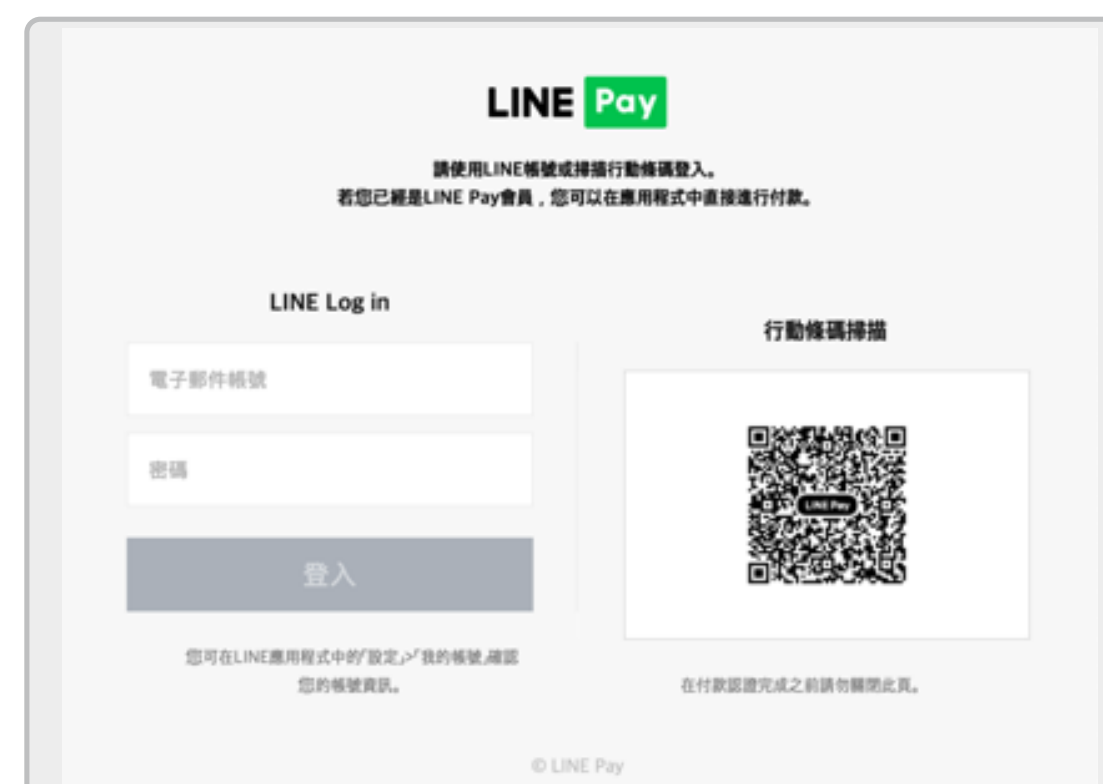 LINE Pay
請使用LINE帳號或掃描行動條碼登入。
若您已經是LINE Pay會員，您可以在應用程式中直接進行付款。
LINE Log in
電子郵件帳號
密碼
登入
您可在LINE應用程式中的「設定」>「我的帳號」確認
您的帳號資訊。
行動條碼掃描
LINE Pay
在付款認證完成之前請勿關閉此頁。
© LINE Pay